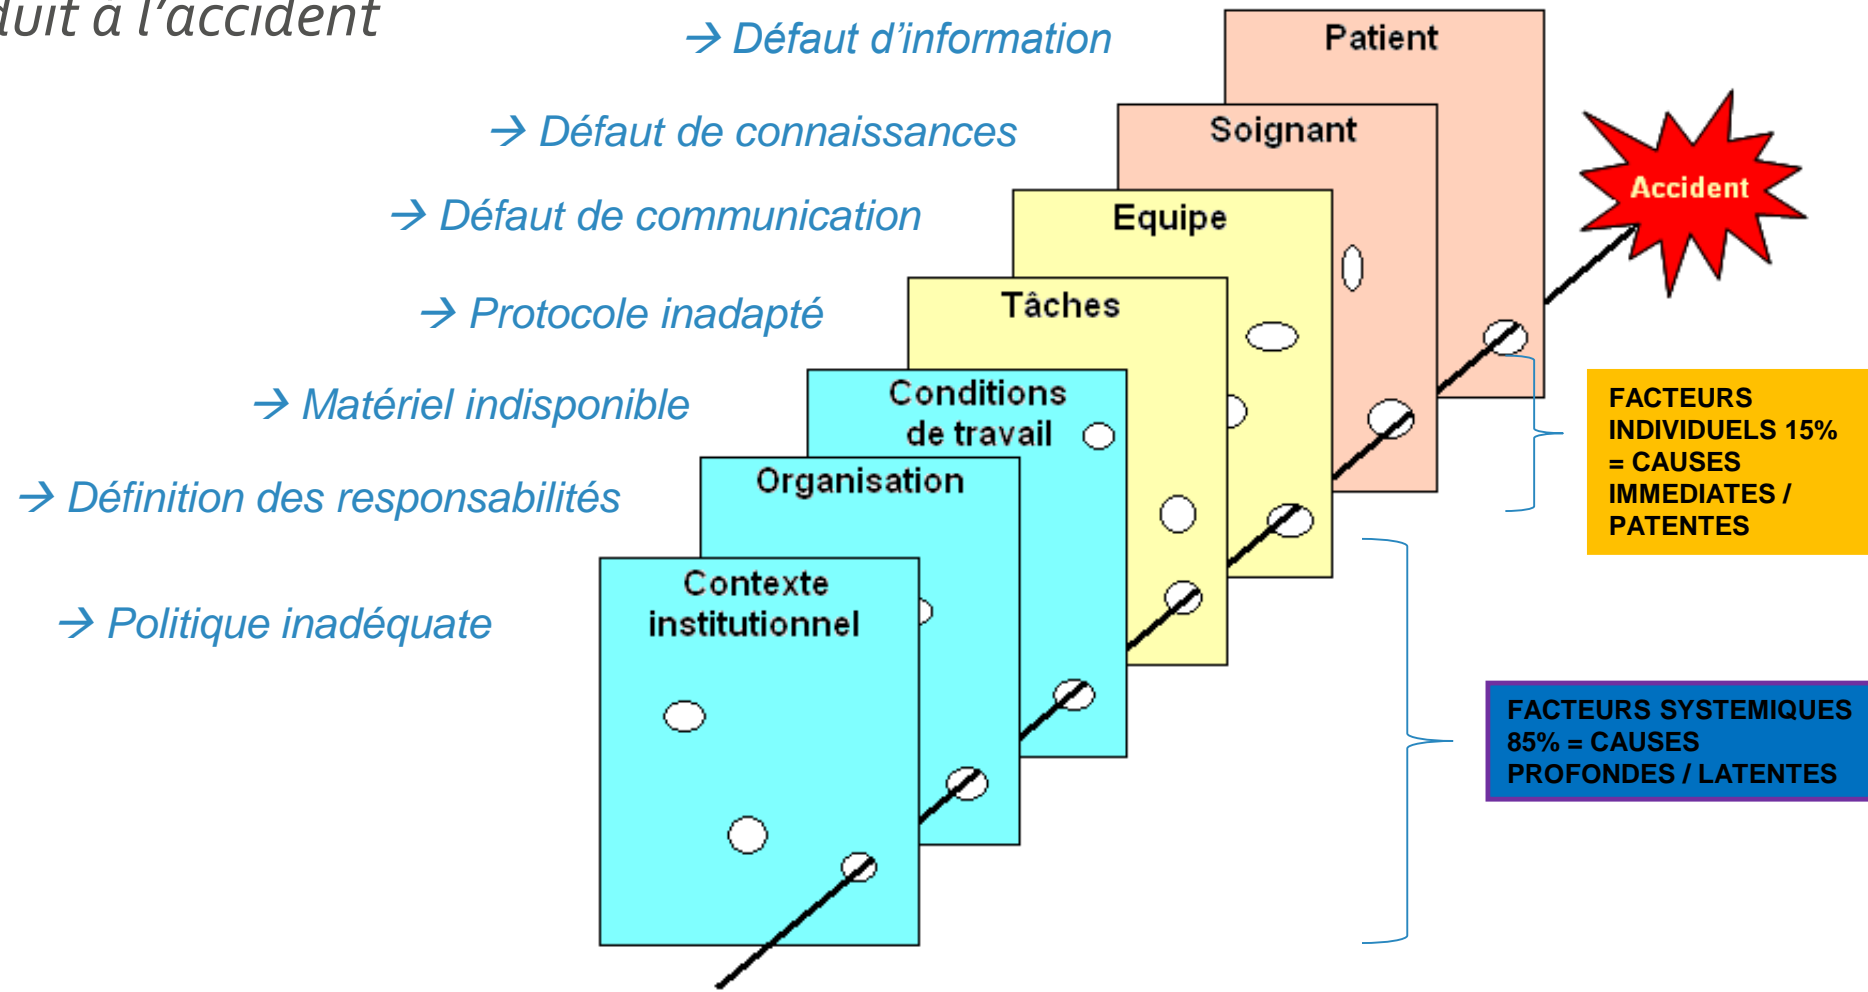 à l'accident
→ Défaut d'information
Patient
→ Défaut de connaissances
Soignant
Accident
→ Défaut de communication
Equipe
→ Protocole inadapté
Tâches
→ Matériel indisponible
Conditions
de travail
→ Définition des responsabilités
Organisation
→ Politique inadéquate
Contexte
institutionnel
FACTEURS
INDIVIDUELS 15%
= CAUSES
IMMEDIATES /
PATENTES
FACTEURS SYSTEMIQUES
85% = CAUSES
PROFONDES / LATENTES